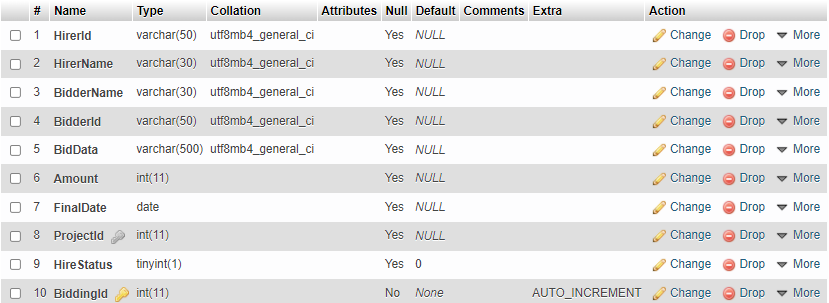 # Name Type Collation Attributes Null Default Comments Extra Action
1 HirerId varchar(50) utf8mb4_general_ci Yes NULL Change Drop More
2 HirerName varchar(30) utf8mb4_general_ci Yes NULL Change Drop More
3 BidderName varchar(30) utf8mb4_general_ci Yes NULL Change Drop More
4 BidderId varchar(50) utf8mb4_general_ci Yes NULL Change Drop More
5 BidData varchar(500) utf8mb4_general_ci Yes NULL Change Drop More
6 Amount int(11) Yes NULL Change Drop More
7 FinalDate date Yes NULL Change Drop More
8 ProjectId int(11) Yes NULL Change Drop More
9 HireStatus tinyint(1) Yes 0 Change Drop More
10 BiddingId int(11) No None AUTO_INCREMENT Change Drop More